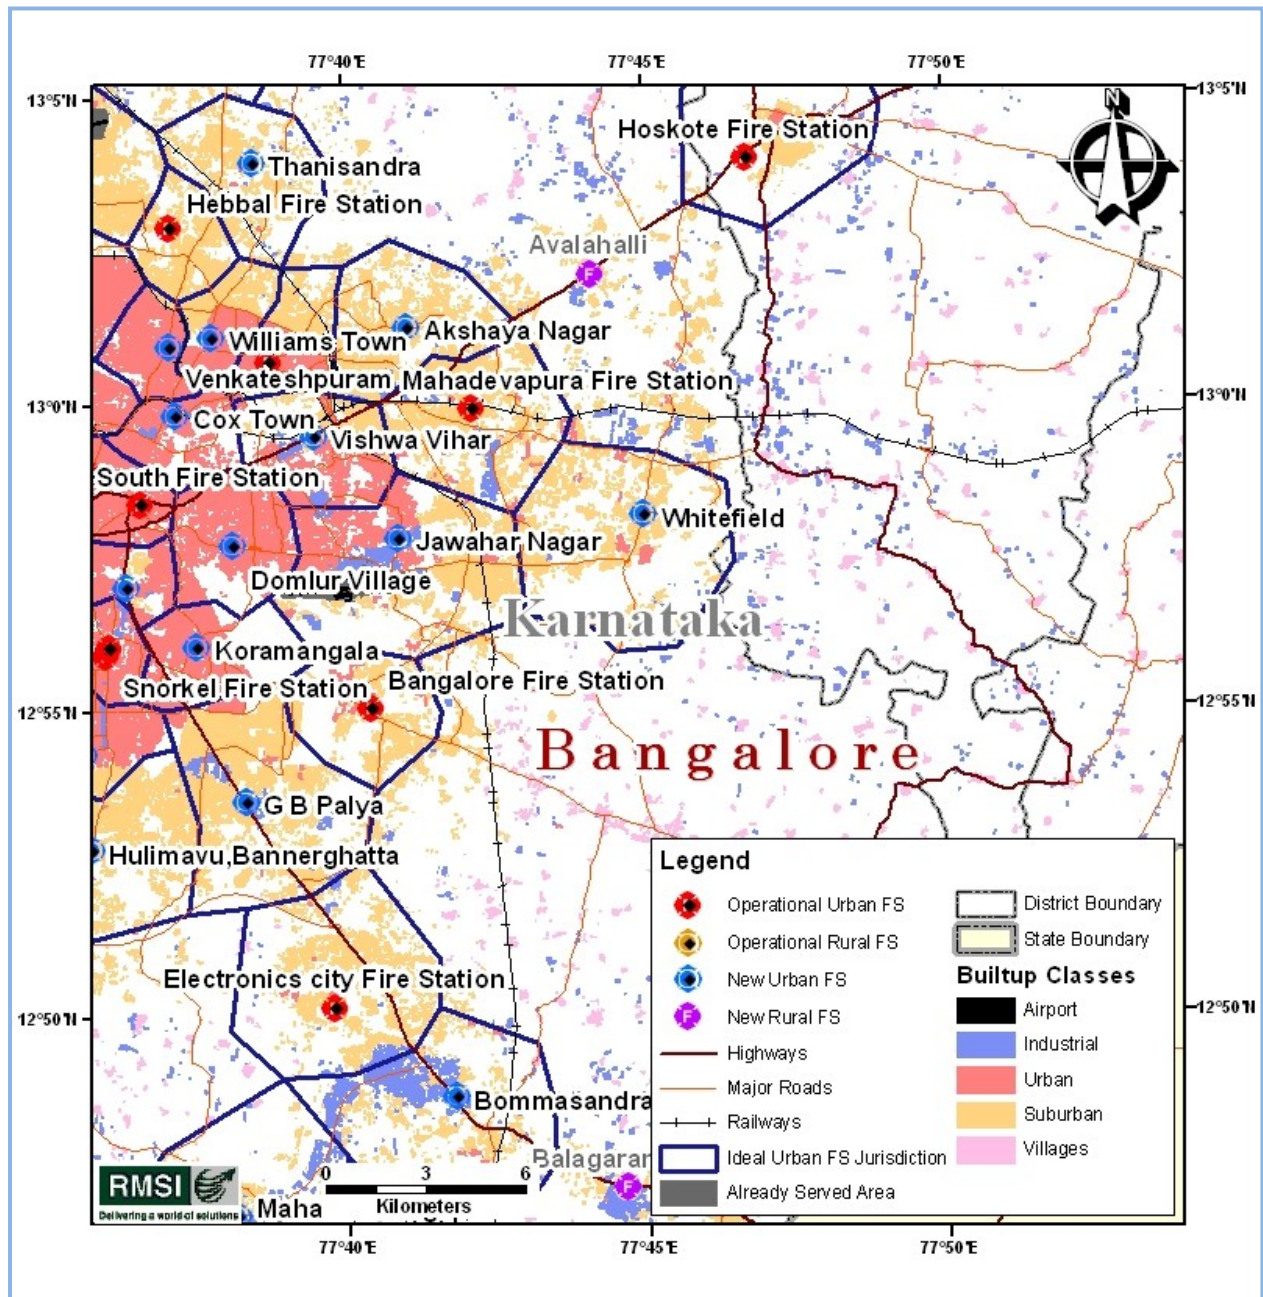 77°40'E 77°45'E 77°50'E
13°5'N 13°5'N
N
Hoskote Fire Station
Thanisandra
Hebbal Fire Station
Avalahalli
F
Akshaya Nagar
Williams Town
Venkateshpuram Mahadevapura Fire Station
13°0'N 13°0'N
Cox Town
Vishwa Vihar
South Fire Station
Whitefield
Jawahar Nagar
Domlur Village
Karnataka
Koramangala
Snorkel Fire Station Bangalore Fire Station
12°55'N 12°55'N
Bangalore
G B Palya
Hulimavu,Bannerghatta
Electronics city Fire Station
12°50'N 12°50'N
Bommasandra
Balagaran
F
Maha
Legend
Operational Urban FS
Operational Rural FS
New Urban FS
F New Rural FS
Highways
Major Roads
Railways
Ideal Urban FS Jurisdiction
Already Served Area
District Boundary
State Boundary
Builtup Classes
Airport
Industrial
Urban
Suburban
Villages
RMSI
Delivering a world of solutions
0 3 6
Kilometers
77°40'E 77°45'E 77°50'E